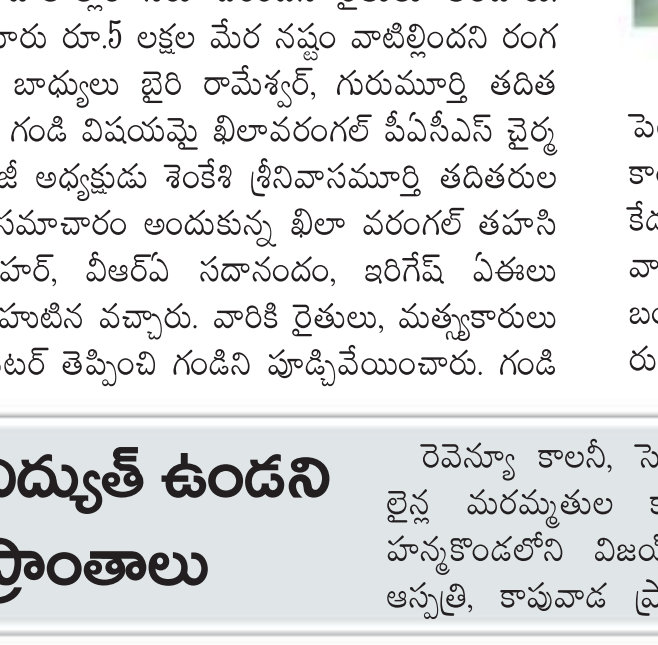 రూ.5 లక్షల మేర నష్టం వాటిల్లిందని రంగ
బాధ్యులు బైరి రామేశ్వర్, గురుమూర్తి తదిత
గండి విషయమై ఖిలావరంగల్ పీఏసీఎస్ చైర్మ
జీ అధ్యక్షుడు శెంకేశి శ్రీనివాసమూర్తి తదితరుల
సమాచారం అందుకున్న ఖిలా వరంగల్ తహసి
హర్, వీఆర్ఏ సదానందం, ఇరిగేష్ ఏఈలు
హుటిన వచ్చారు. వారికి రైతులు, మత్స్యకారులు
టర్ తెప్పించి గండిని పూడ్చివేయించారు. గండి
విద్యుత్ ఉండని
ప్రాంతాలు
రెవెన్యూ కాలనీ, సె
లైన్ల మరమ్మతుల
హన్మకొండలోని విజయ
ఆస్పత్రి, కాపువాడ ప్రా
పె
కా
కేడ
వా
బం
రు